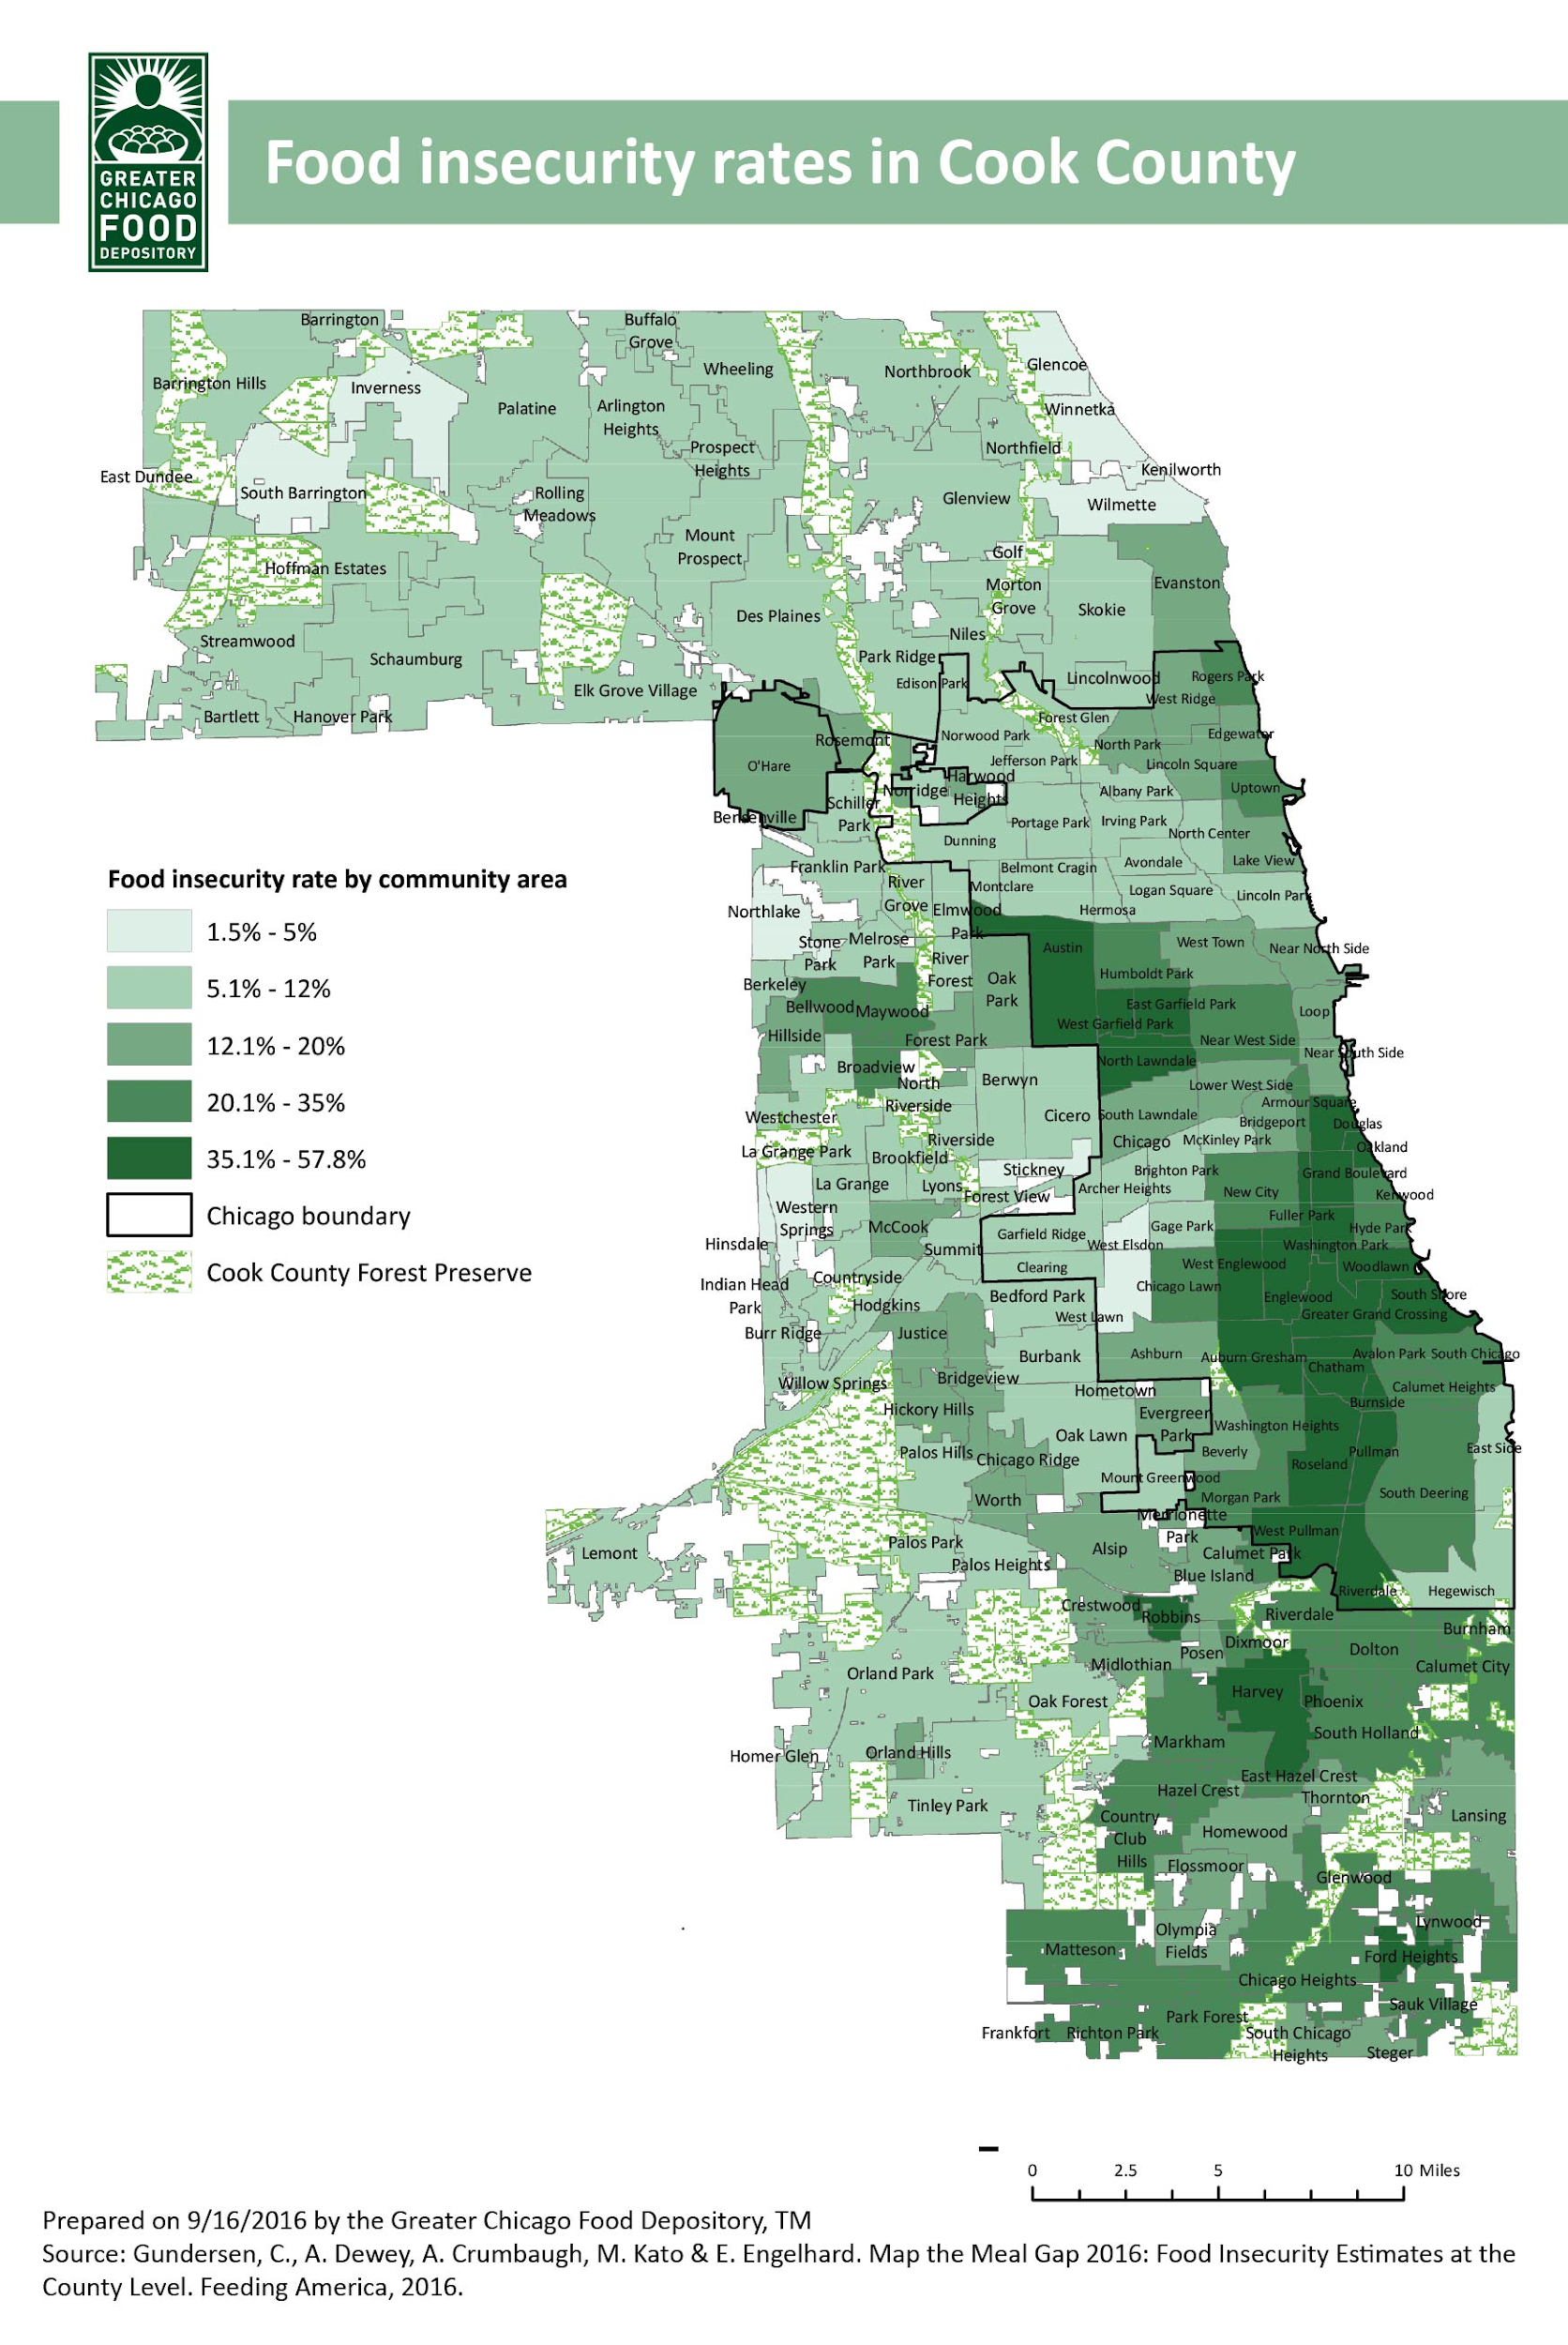 GREATER
CHICAGO
FOOD
DEPOSITORY
Food insecurity rates in Cook County
Barrington
Buffalo
Grove
Wheeling
Northbrook
Glencoe
Barrington Hills
Inverness
Palatine
Arlington
Heights
Winnetka
Prospect
Heights
Northfield
Kenilworth
East Dundee
South Barrington
Rolling
Meadows
Glenview
Wilmette
Mount
Prospect
Golf
Hoffman Estates
Morton
Grove
Evanston
Des Plaines
Skokie
Streamwood
Niles
Schaumburg
Park Ridge
Edison Park
Lincolnwood
Rogers Park
Elk Grove Village
West Ridge
Bartlett
Hanover Park
Forest Glen
Rosemont
Norwood Park
North Park
Edgewater
O'Hare
Jefferson Park
Lincoln Square
Harwood
Heights
Norridge
Albany Park
Uptown
Schiller
Park
Bensenville
Portage Park
Irving Park
North Center
Dunning
Franklin Park
Belmont Cragin
Avondale
Lake View
Food insecurity rate by community area
River
Grove
Montclare
Logan Square
Lincoln Park
Northlake
Elmwood
Park
Hermosa
1.5% - 5%
Stone
Park
Melrose
Park
Austin
West Town
Near North Side
River
Forest
Oak
Park
Humboldt Park
5.1% - 12%
Berkeley
Bellwood
Maywood
East Garfield Park
Loop
West Garfield Park
Hillside
Forest Park
Near West Side
12.1% - 20%
Near South Side
Broadview
North
Riverside
Berwyn
North Lawndale
Lower West Side
20.1% - 35%
Westchester
Cicero
South Lawndale
Armour Square
Bridgeport
Douglas
La Grange Park
Riverside
Chicago
McKinley Park
Oakland
35.1% - 57.8%
Brookfield
Stickney
Brighton Park
Grand Boulevard
La Grange
Lyons
Forest View
Archer Heights
New City
Kenwood
Chicago boundary
Western
Springs
McCook
Garfield Ridge
Gage Park
Fuller Park
Hyde Park
Hinsdale
Summit
West Elsdon
Washington Park
Cook County Forest Preserve
Indian Head
Park
Countryside
Clearing
West Englewood
Woodlawn
Hodgkins
Bedford Park
Chicago Lawn
Englewood
South Shore
West Lawn
Greater Grand Crossing
Burr Ridge
Justice
Burbank
Ashburn
Auburn Gresham
Chatham
Avalon Park
South Chicago
Willow Springs
Bridgeview
Hometown
Calumet Heights
Burnside
Hickory Hills
Evergreen
Park
Washington Heights
Palos Hills
Chicago Ridge
Oak Lawn
Beverly
Roseland
Pullman
East Side
Mount Greenwood
Worth
Morgan Park
South Deering
Merrionette
Park
West Pullman
Lemont
Palos Park
Palos Heights
Alsip
Calumet Park
Blue Island
Riverdale
Hegewisch
Crestwood
Robbins
Riverdale
Burnham
Dixmoor
Dolton
Posen
Midlothian
Calumet City
Orland Park
Harvey
Phoenix
Oak Forest
South Holland
Markham
Homer Glen
Orland Hills
East Hazel Crest
Hazel Crest
Thornton
Tinley Park
Country
Club
Hills
Lansing
Homewood
Flossmoor
Glenwood
Lynwood
Olympia
Fields
Matteson
Ford Heights
Chicago Heights
Sauk Village
Park Forest
Frankfort
Richton Park
South Chicago
Heights
Steger
0 2.5 5 10 Miles
Prepared on 9/16/2016 by the Greater Chicago Food Depository, TM
Source: Gundersen, C., A. Dewey, A. Crumbaugh, M. Kato & E. Engelhard. Map the Meal Gap 2016: Food Insecurity Estimates at the
County Level. Feeding America, 2016.